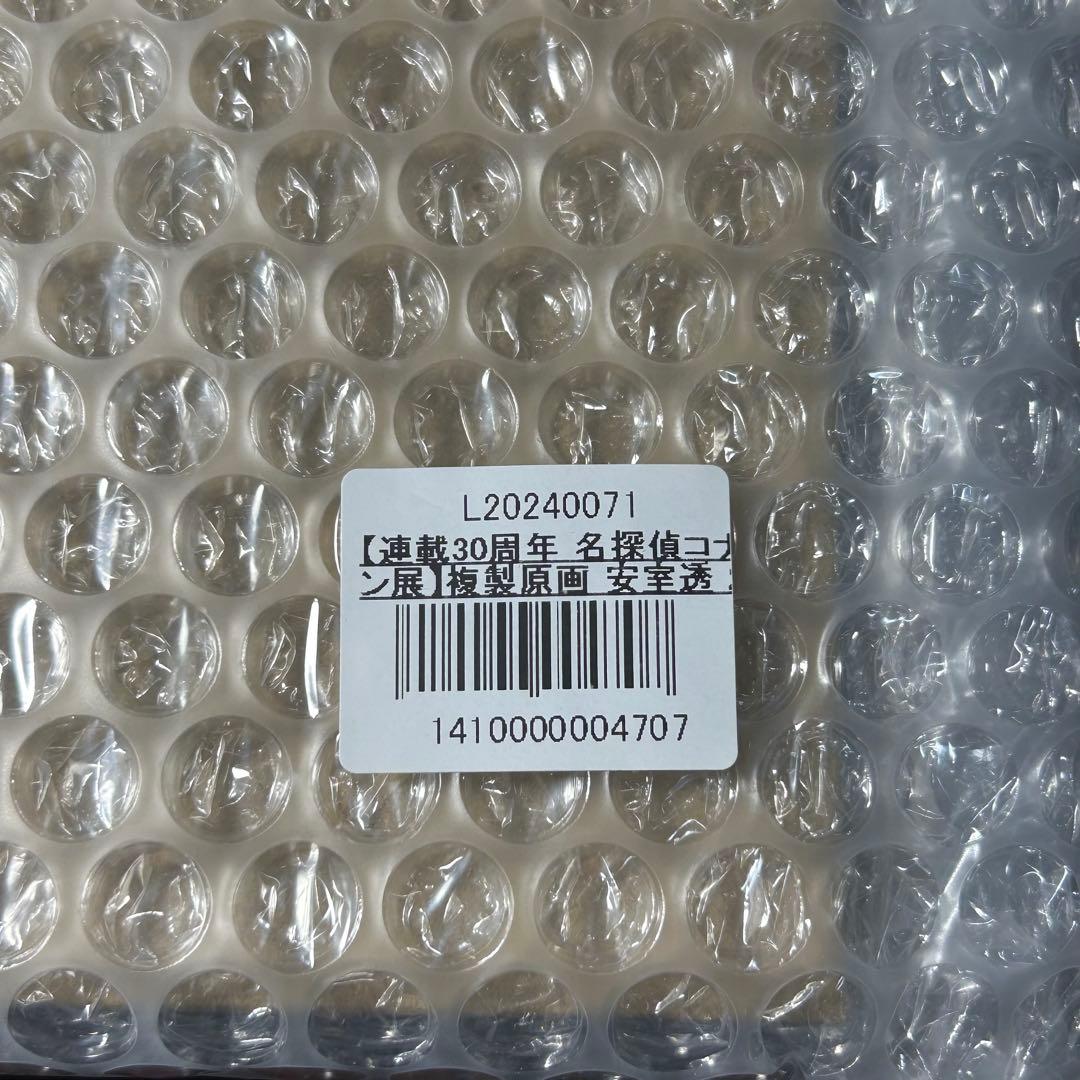 L20240071
【連載30周年 名探偵コナ
ン展】複製原画 安室透
1410000004707